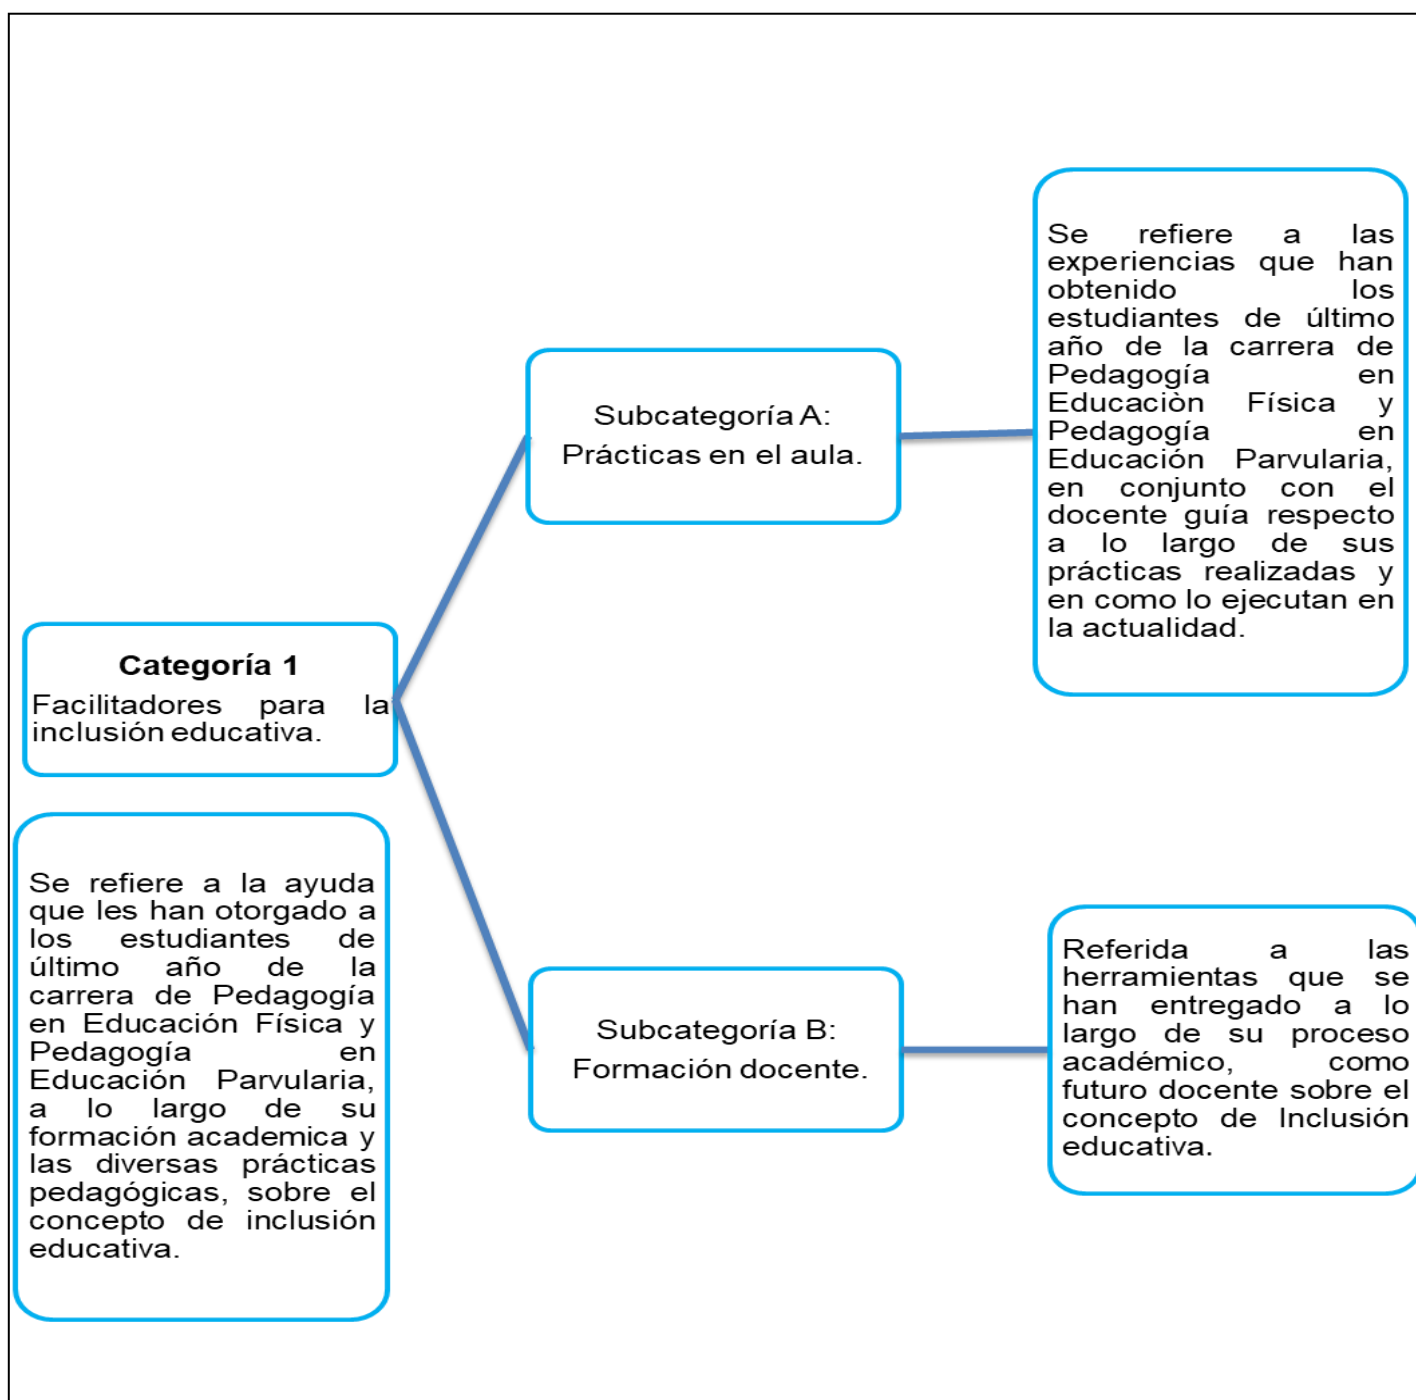 Categoría 1
Facilitadores para la
inclusión educativa.
Se refiere a la ayuda
que les han otorgado a
los estudiantes de
último año de la
carrera de Pedagogía
en Educación Física y
Pedagogía en
Educación Parvularia,
a lo largo de su
formación academica y
las diversas prácticas
pedagógicas, sobre el
concepto de inclusión
educativa.
Subcategoría A:
Prácticas en el aula.
Se refiere a las
experiencias que han
obtenido los
estudiantes de último
año de la carrera de
Pedagogía en
Educaciòn Física y
Pedagogía en
Educación Parvularia,
en conjunto con el
docente guía respecto
a lo largo de sus
prácticas realizadas y
en como lo ejecutan en
la actualidad.
Subcategoría B:
Formación docente.
Referida a las
herramientas que se
han entregado a lo
largo de su proceso
académico, como
futuro docente sobre el
concepto de Inclusión
educativa.